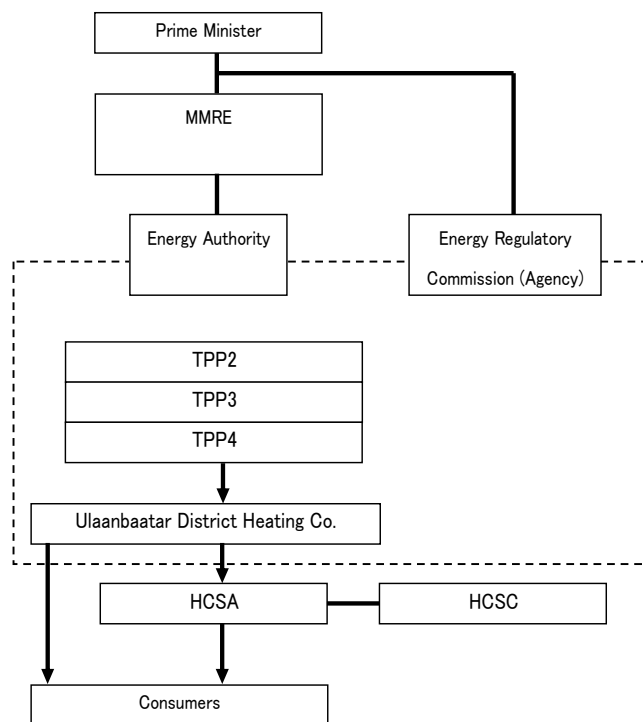 Prime Minister
MMRE
Energy Authority
Energy Regulatory
Commission (Agency)
TPP2
TPP3
TPP4
Ulaanbaatar District Heating Co.
HCSA
HCSC
Consumers